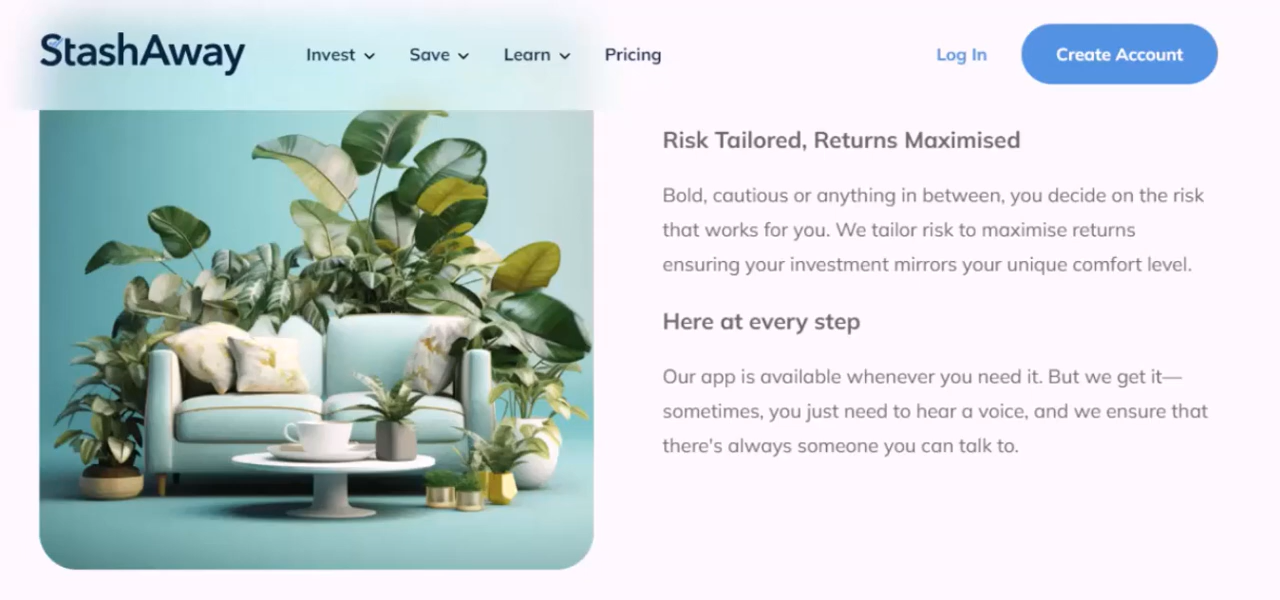 StashAway
Invest
Save
Learn
Pricing
Log In
Create Account
Risk Tailored, Returns Maximised
Bold, cautious or anything in between, you decide on the risk
that works for you. We tailor risk to maximise returns
ensuring your investment mirrors your unique comfort level.
Here at every step
Our app is available whenever you need it. But we get it—
sometimes, you just need to hear a voice, and we ensure that
there's always someone you can talk to.